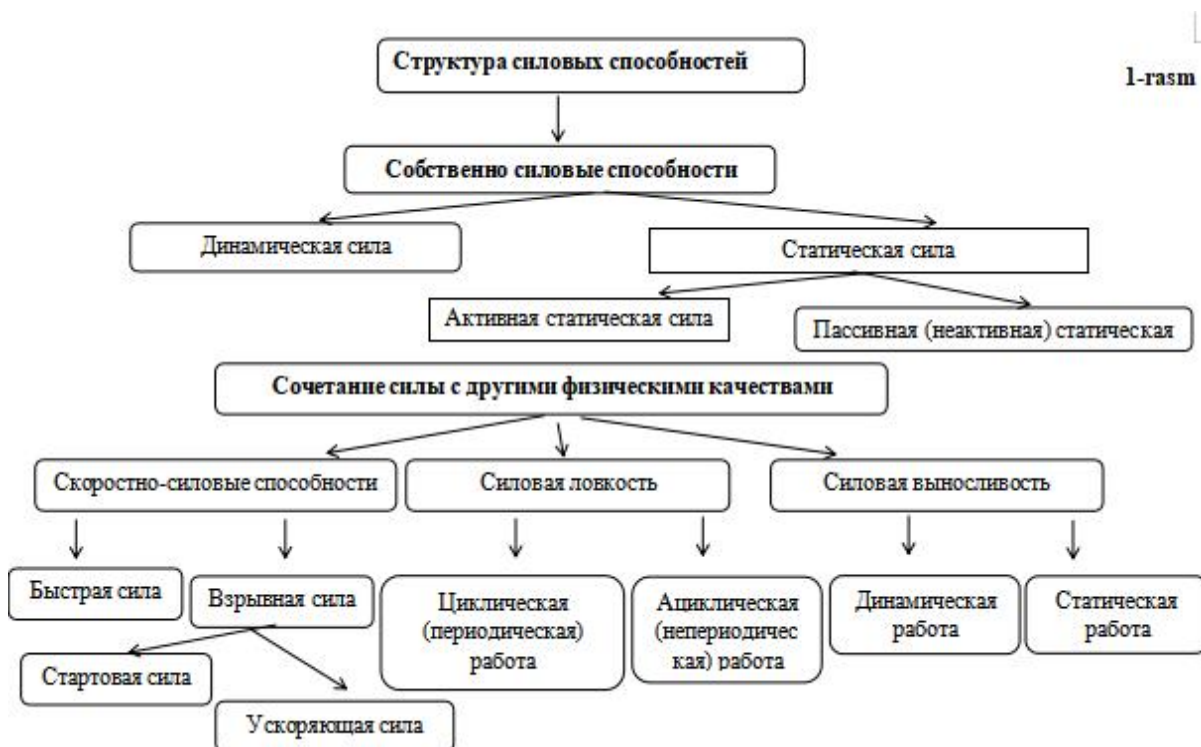 Структура силовых способностей
1-rasm
Собственно силовые способности
Динамическая сила
Статическая сила
Активная статическая сила
Пассивная (неактивная) статическая
Сочетание силы с другими физическими качествами
Скоростно-силовые способности
Силовая ловкость
Силовая выносливость
Быстрая сила
Взрывная сила
Циклическая
(периодическая)
работа
Ациклическая
(непериодичес
кая) работа
Динамическая
работа
Статическая
работа
Стартовая сила
Ускоряющая сила